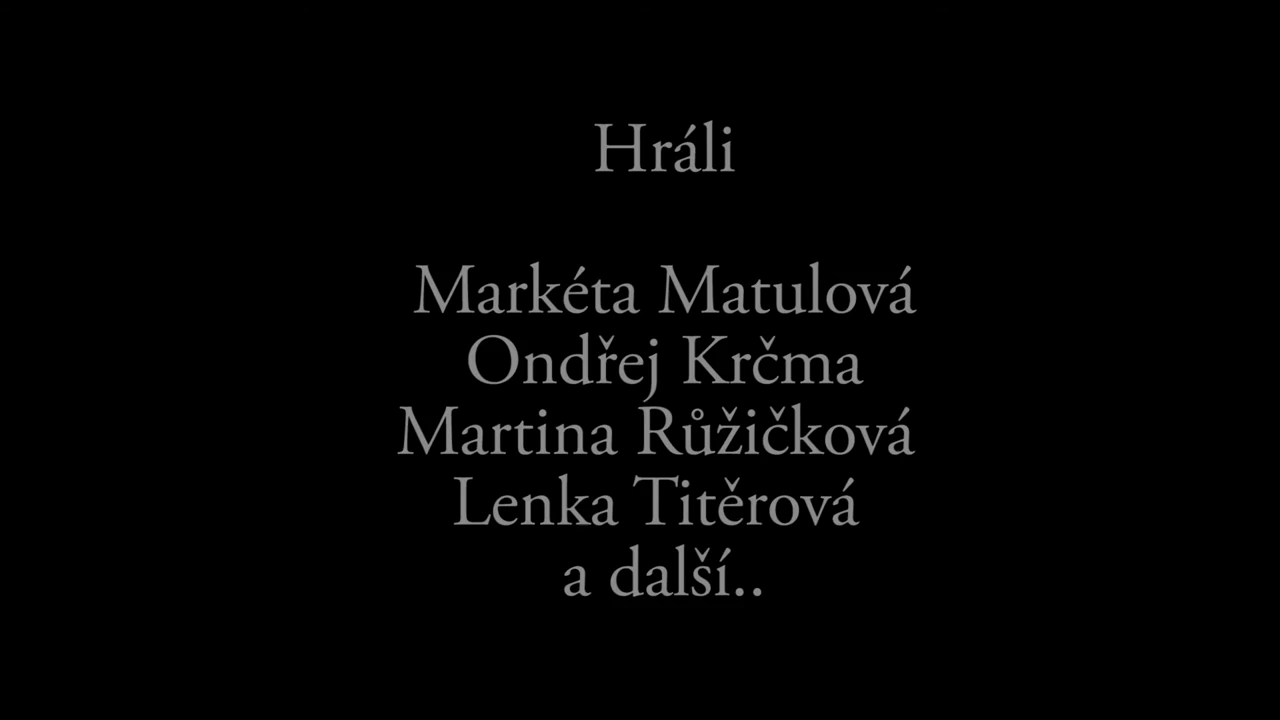 Hráli
Markéta Matulová
Ondřej Krčma
Martina Růžičková
Lenka Titěrová
a další..